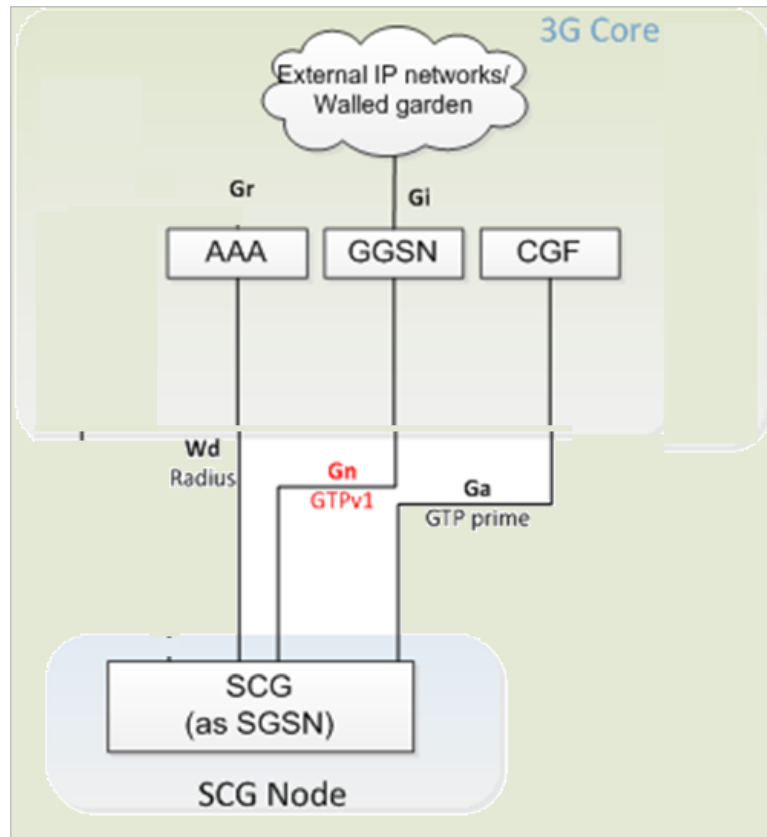 3G Core
External IP networks/
Walled garden
Gr
Gi
AAA
GGSN
CGF
Wd
Radius
Gn
GTPv1
Ga
GTP prime
SCG
(as SGSN)
SCG Node